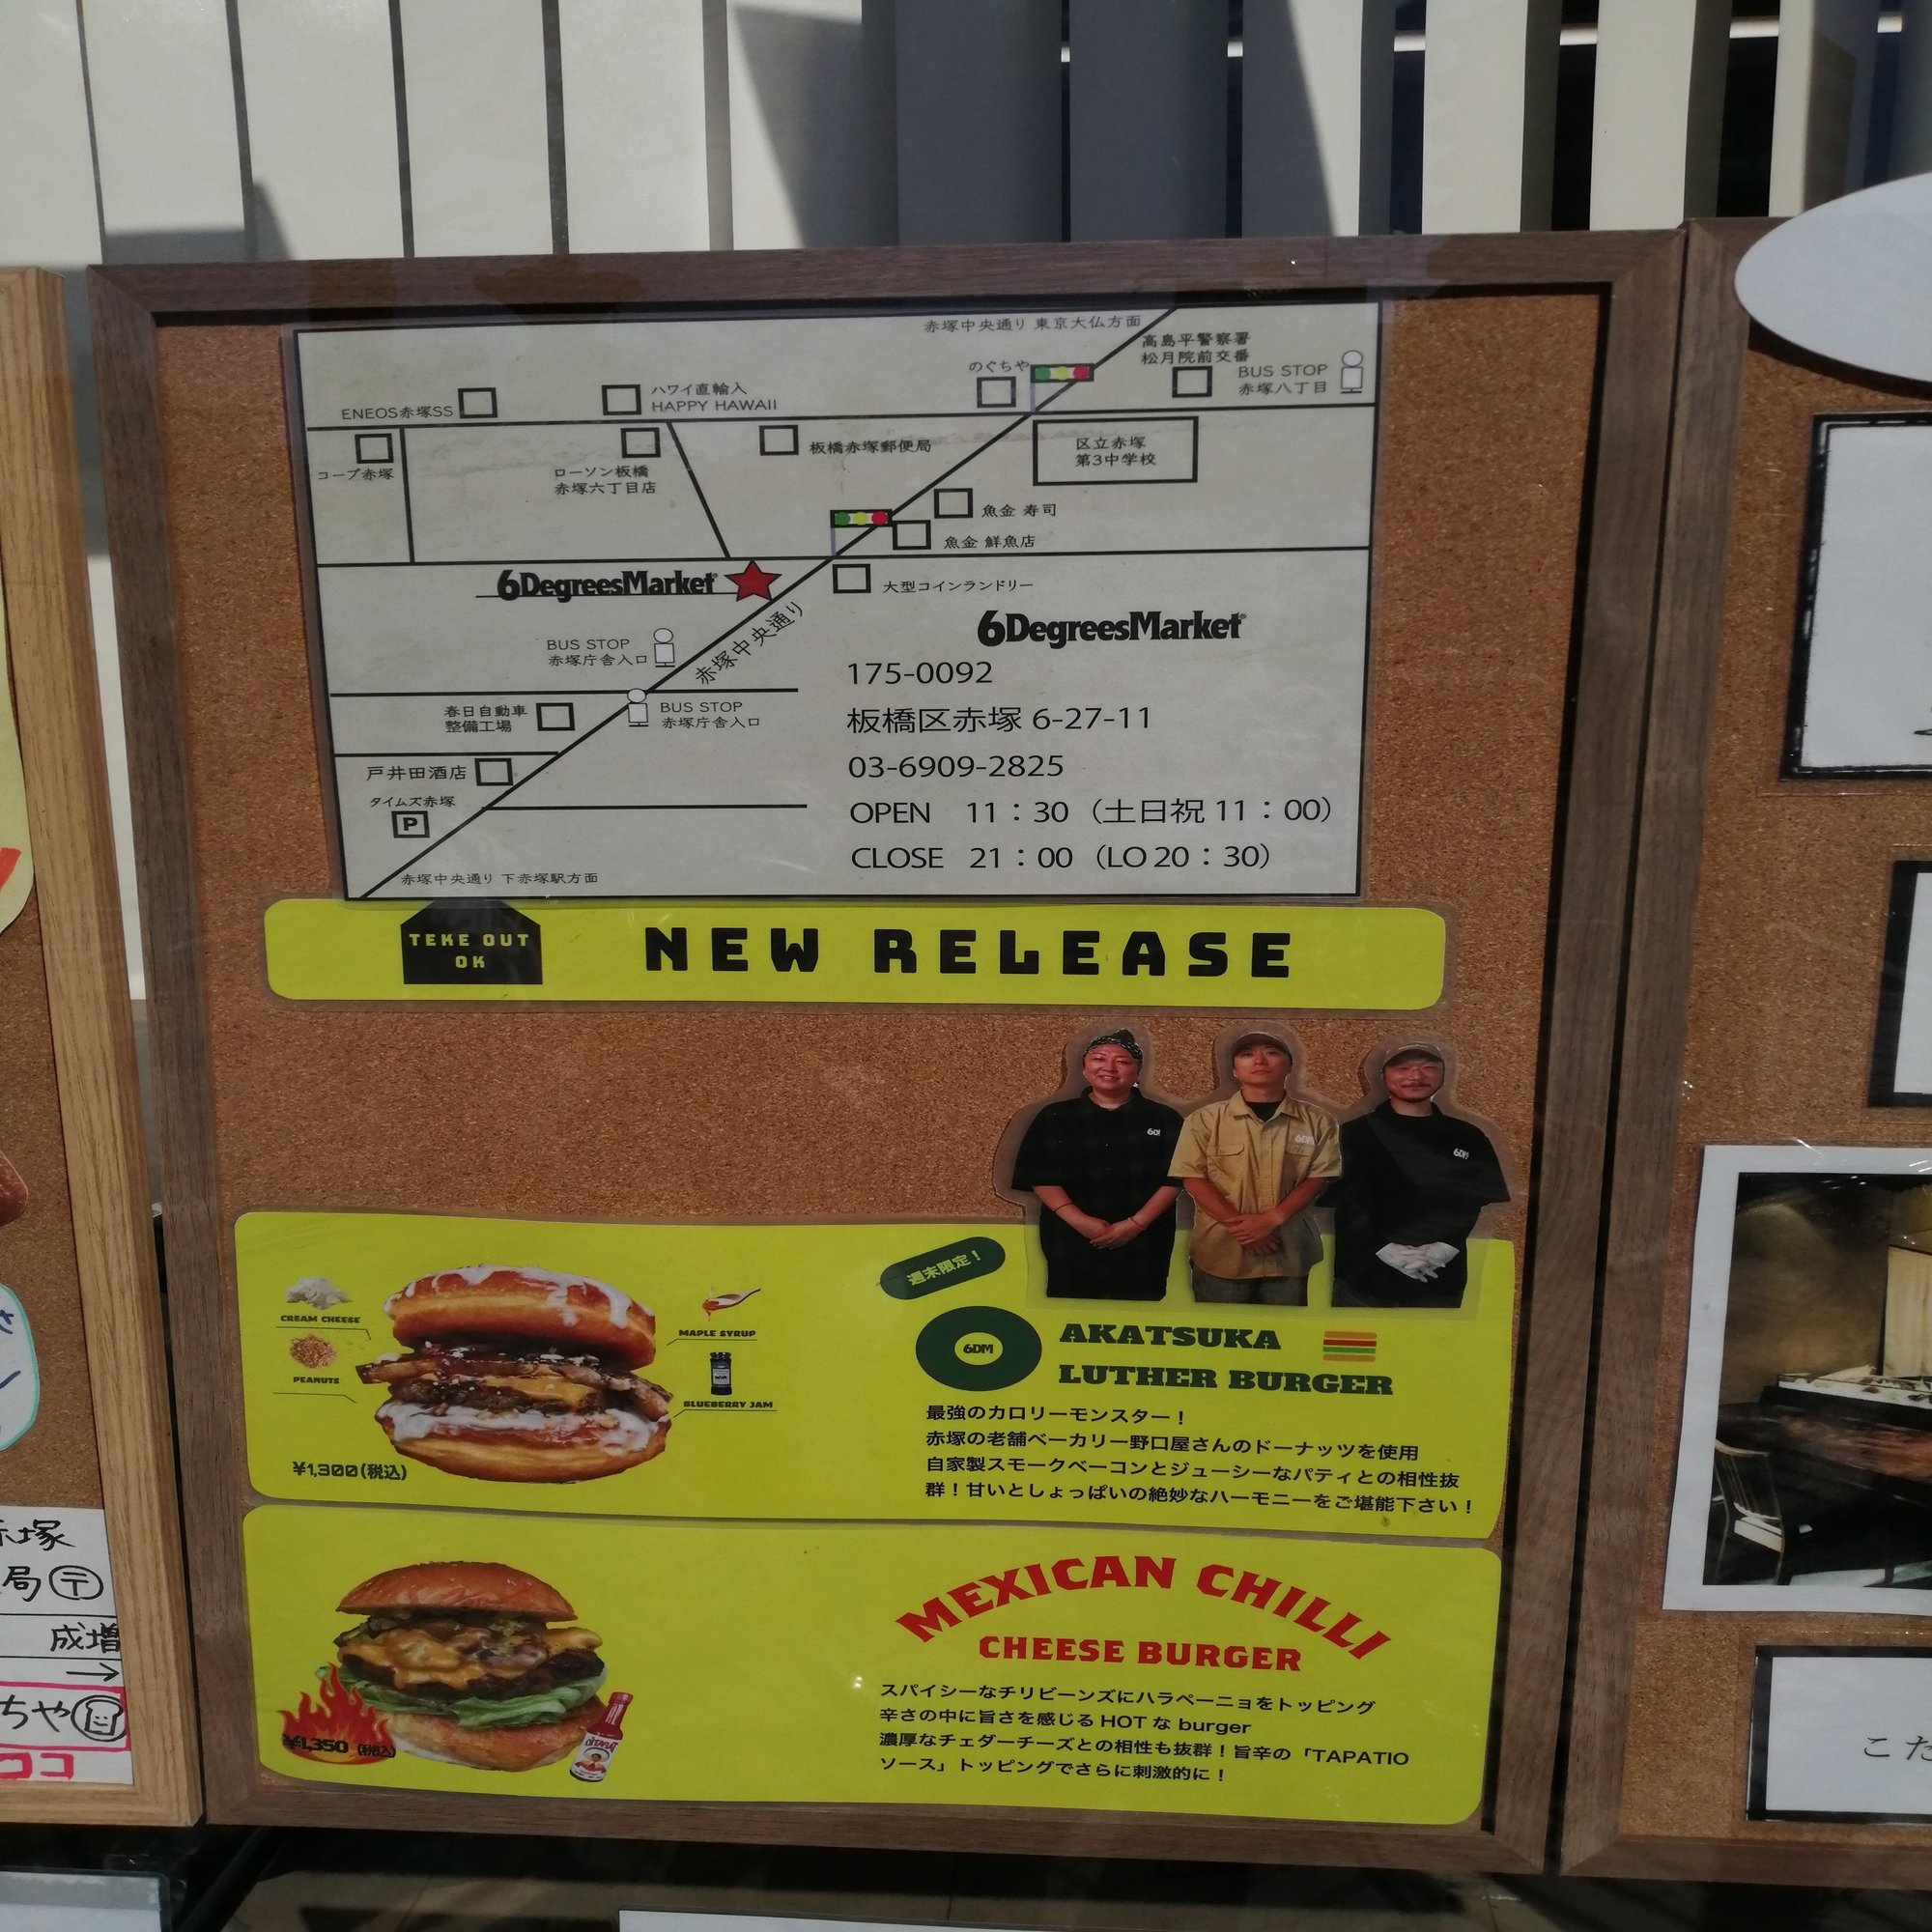 赤塚中央通り 東京大仏方面
高島平警察署
松月院前交番
のぐちや
BUS STOP
赤塚八丁目
ENEOS赤塚SS
ハワイ直輸入
HAPPY HAWAII
コープ赤塚
ローソン板橋
赤塚六丁目店
板橋赤塚郵便局
区立赤塚
第3中学校
魚金 寿司
魚金 鮮魚店
6DegreesMarket
大型コインランドリー
赤塚中央通り
BUS STOP
赤塚庁舎入口
BUS STOP
赤塚庁舎入口
春日自動車
整備工場
戸井田酒店
タイムズ赤塚
P
赤塚中央通り 下赤塚駅方面
6DegreesMarket
175-0092
板橋区赤塚 6-27-11
03-6909-2825
OPEN 11：30（土日祝 11：00）
CLOSE 21：00（LO 20：30）
TEKE OUT
OK
NEW RELEASE
週末限定！
6DM
AKATSUKA
LUTHER BURGER
CREAM CHEESE
PEANUTS
MAPLE SYRUP
BLUEBERRY JAM
¥1,300(税込)
最強のカロリーモンスター！
赤塚の老舗ベーカリー野口屋さんのドーナッツを使用
自家製スモークベーコンとジューシーなパティとの相性抜
群！甘いとしょっぱいの絶妙なハーモニーをご堪能下さい！
MEXICAN CHILLI
CHEESE BURGER
スパイシーなチリビーンズにハラペーニョをトッピング
辛さの中に旨さを感じる HOT な burger
濃厚なチェダーチーズとの相性も抜群！旨辛の「TAPATIO
ソース」トッピングでさらに刺激的に！
¥1,350 (税込)
塚
局〒
成増
→
ちや
ココ
こだ